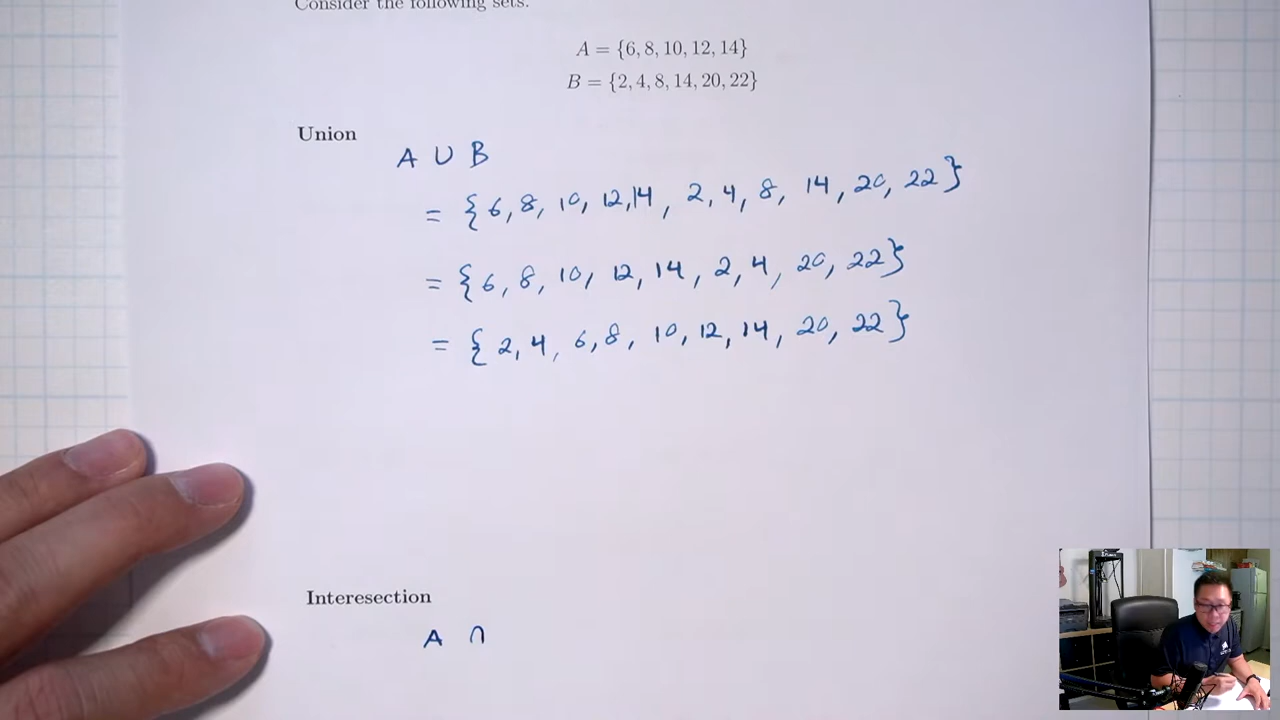 Consider the following sets.
A = {6, 8, 10, 12, 14}
B = {2, 4, 8, 14, 20, 22}
Union
A ∪ B
= {6, 8, 10, 12, 14, 2, 4, 8, 14, 20, 22}
= {6, 8, 10, 12, 14, 2, 4, 20, 22}
= {2, 4, 6, 8, 10, 12, 14, 20, 22}
Interesection
A ∩